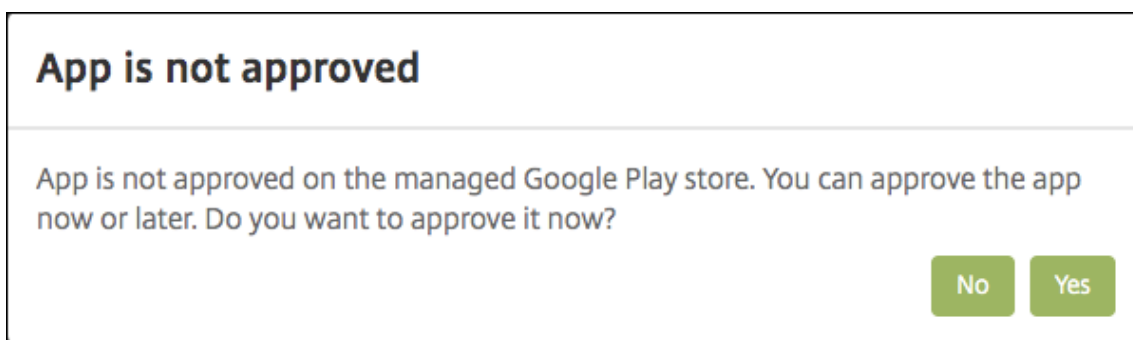 App is not approved
App is not approved on the managed Google Play store. You can approve the app
now or later. Do you want to approve it now?
No Yes